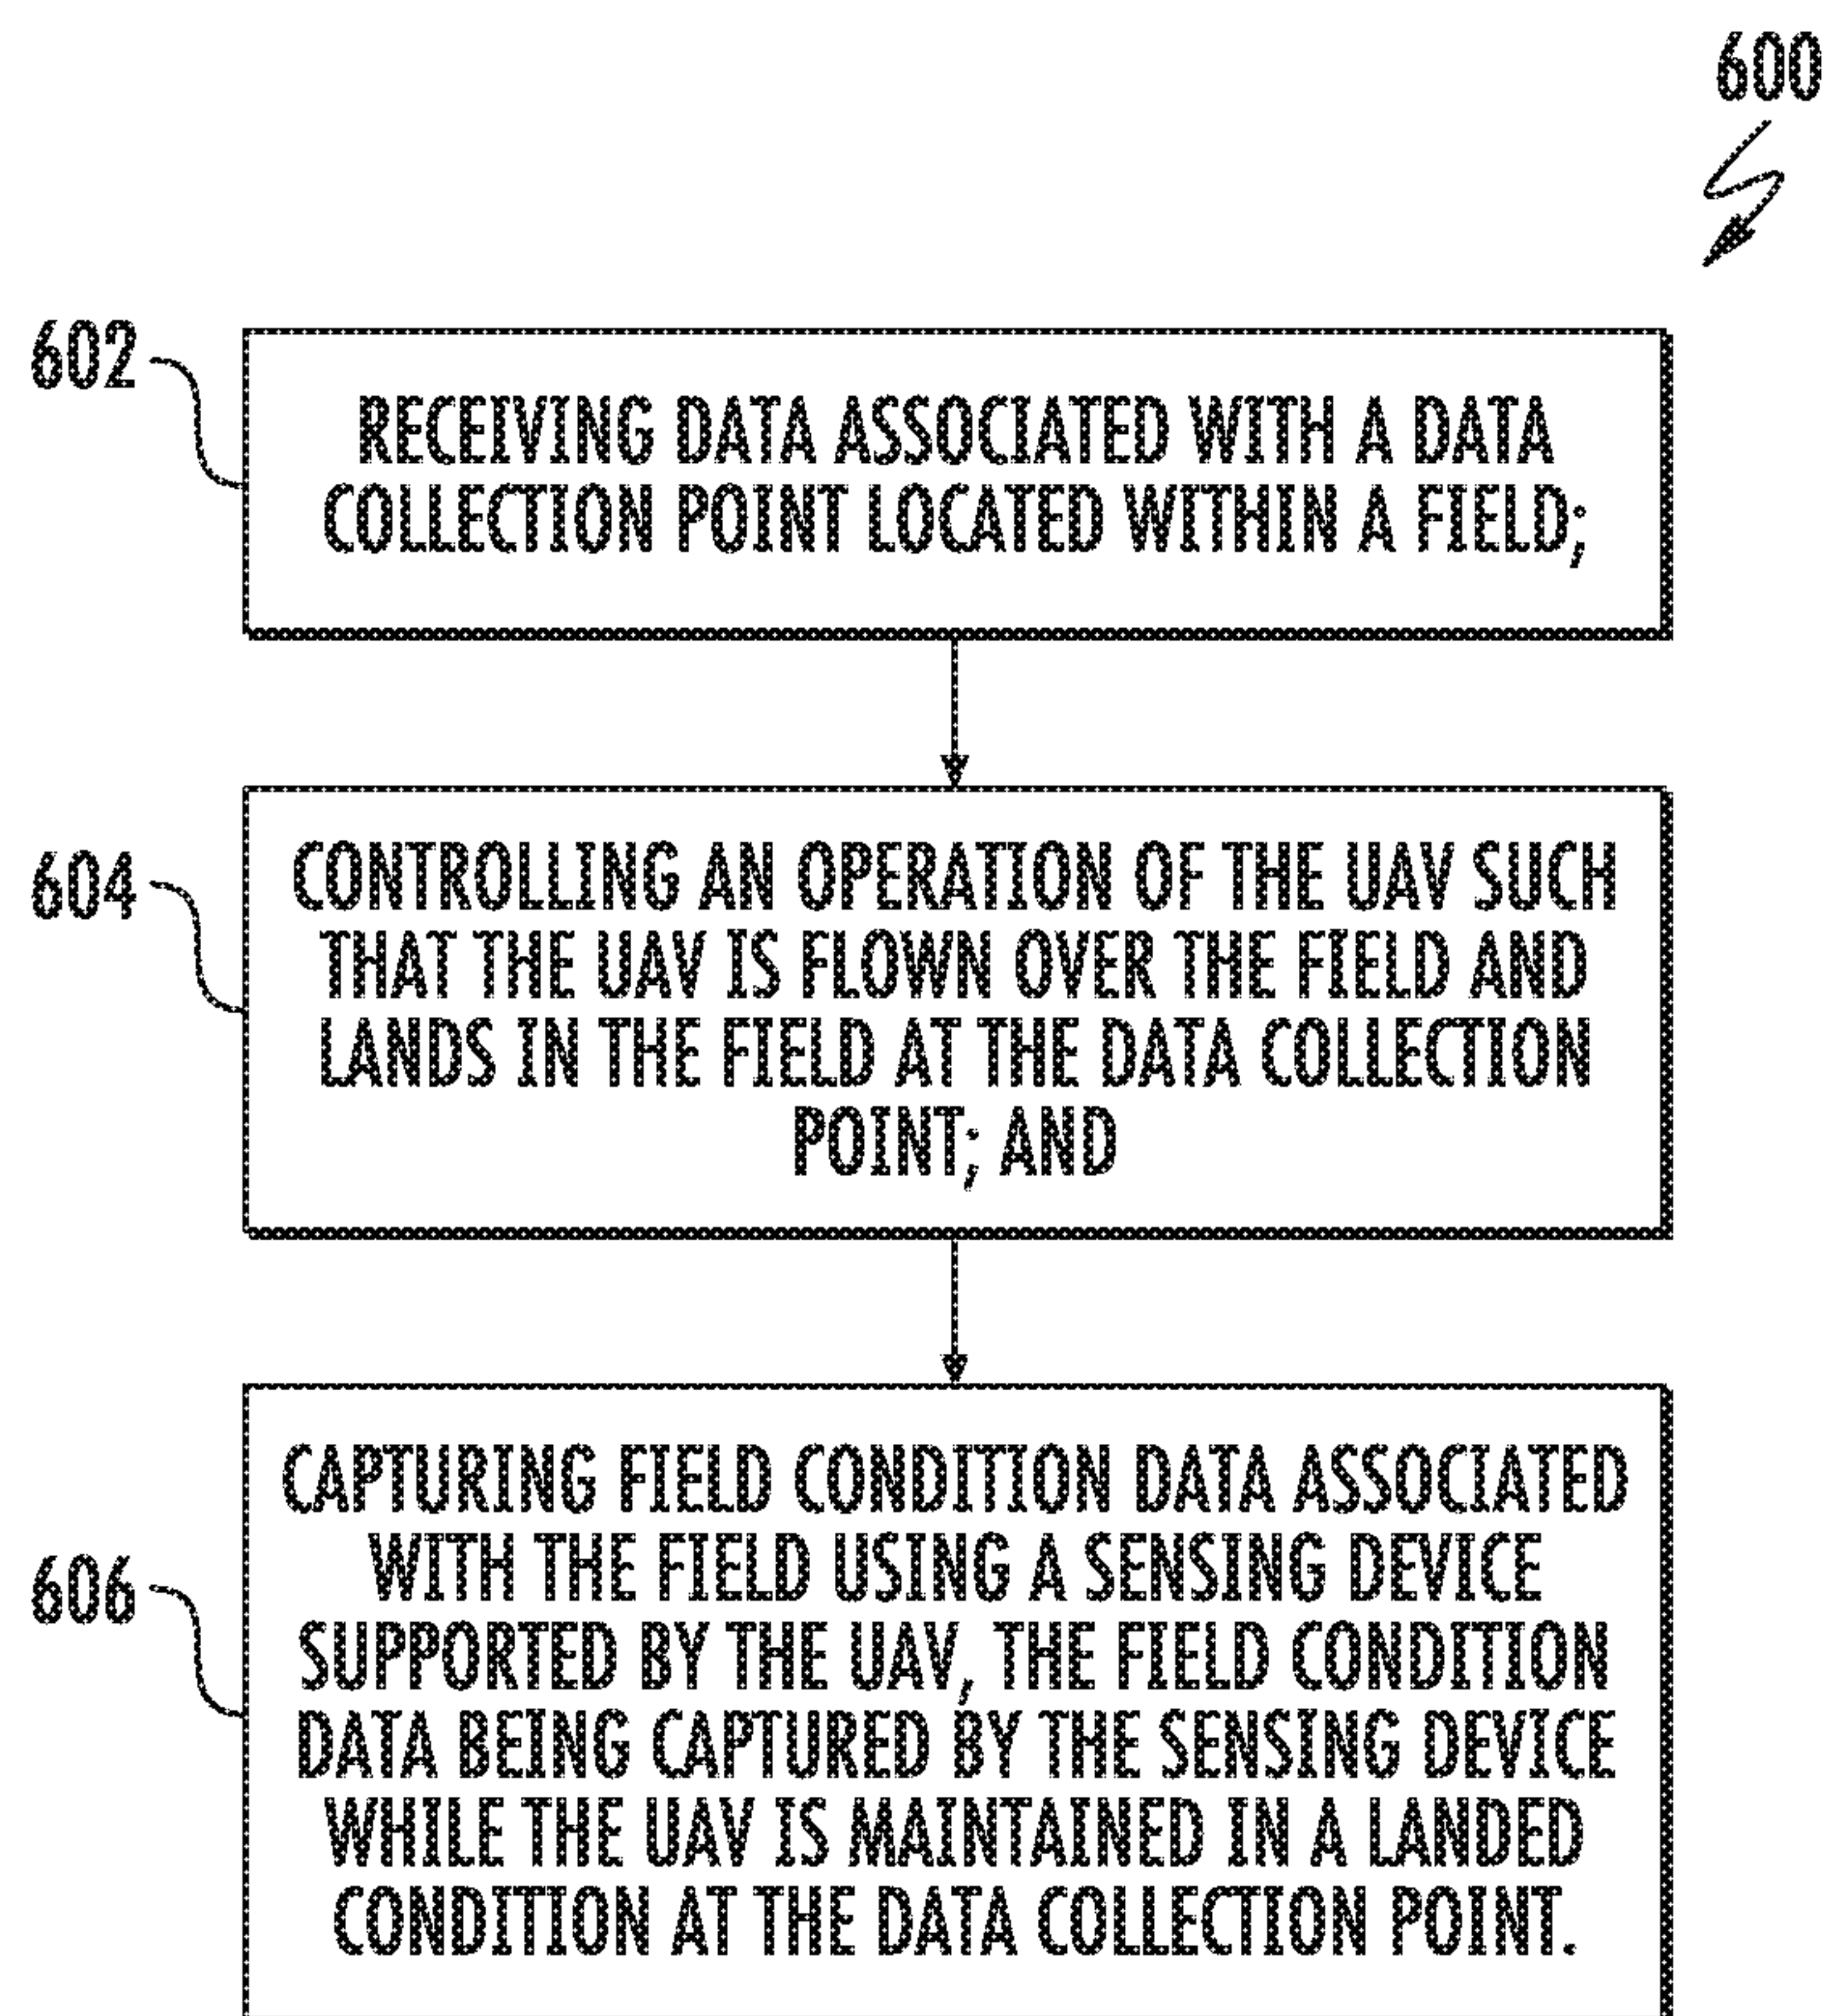 600
602
RECEIVING DATA ASSOCIATED WITH A DATA
COLLECTION POINT LOCATED WITHIN A FIELD;
604
CONTROLLING AN OPERATION OF THE UAV SUCH
THAT THE UAV IS FLOWN OVER THE FIELD AND
LANDS IN THE FIELD AT THE DATA COLLECTION
POINT; AND
606
CAPTURING FIELD CONDITION DATA ASSOCIATED
WITH THE FIELD USING A SENSING DEVICE
SUPPORTED BY THE UAV, THE FIELD CONDITION
DATA BEING CAPTURED BY THE SENSING DEVICE
WHILE THE UAV IS MAINTAINED IN A LANDED
CONDITION AT THE DATA COLLECTION POINT.